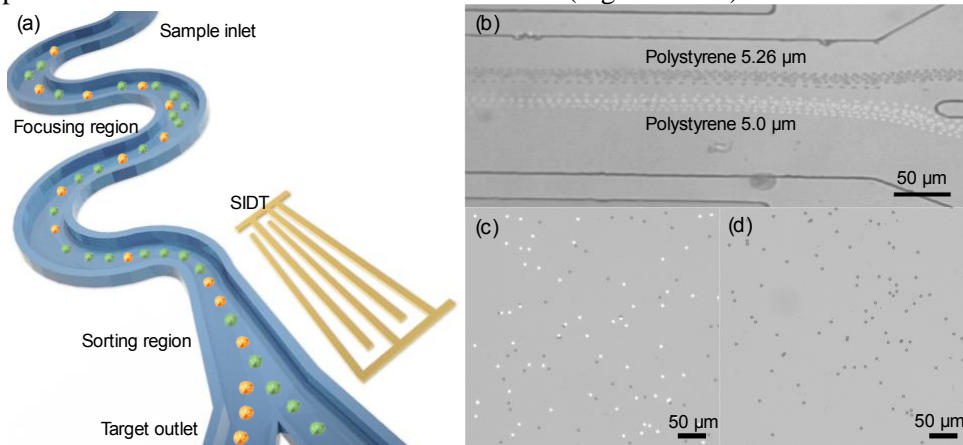 (a)
Sample inlet
Focusing region
SIDT
Sorting region
Target outlet
(b)
Polystyrene 5.26 µm
Polystyrene 5.0 µm
50 µm
(c)
50 µm
(d)
50 µm